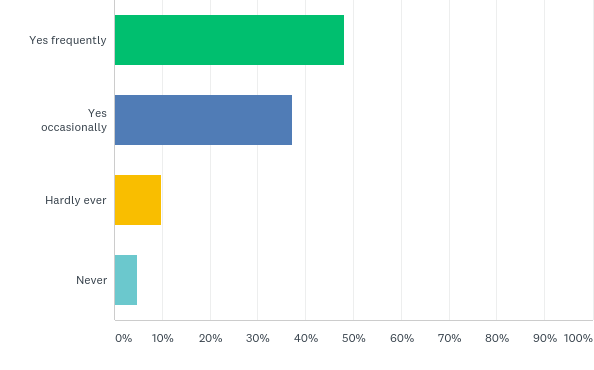 Yes frequently
Yes
occasionally
Hardly ever
Never
0% 10% 20% 30% 40% 50% 60% 70% 80% 90% 100%